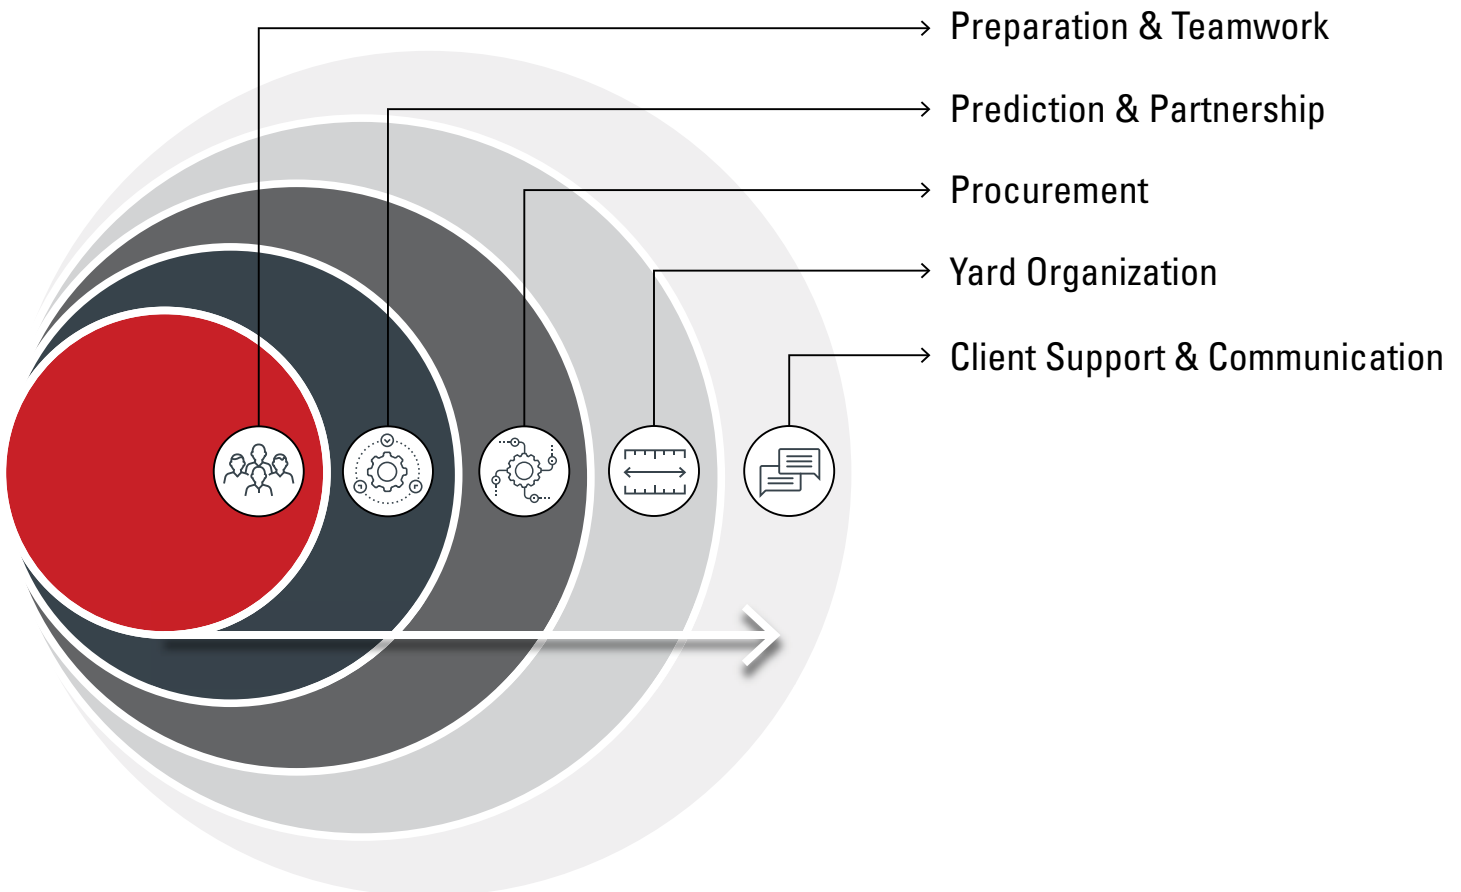 Preparation & Teamwork
Prediction & Partnership
Procurement
Yard Organization
Client Support & Communication